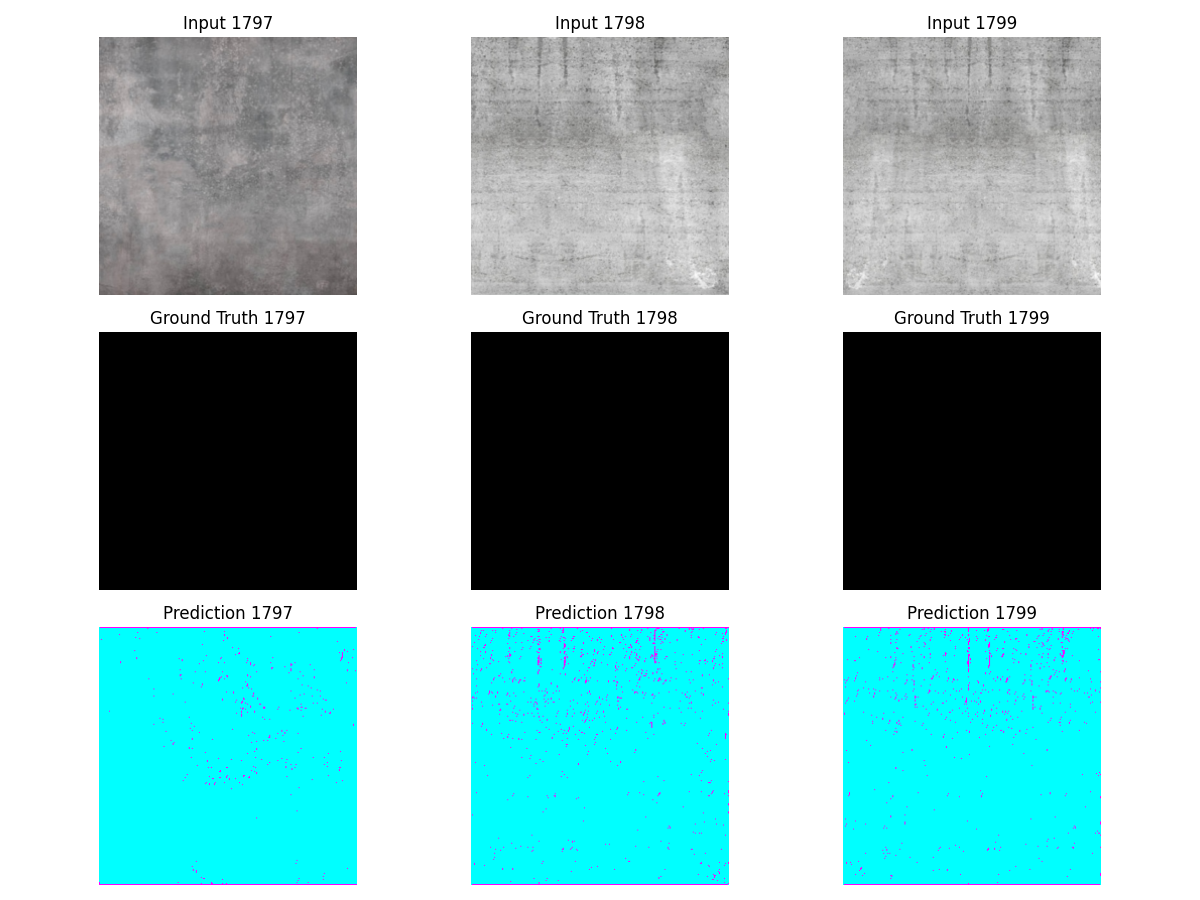 Input 1797
Input 1798
Input 1799
Ground Truth 1797
Ground Truth 1798
Ground Truth 1799
Prediction 1797
Prediction 1798
Prediction 1799